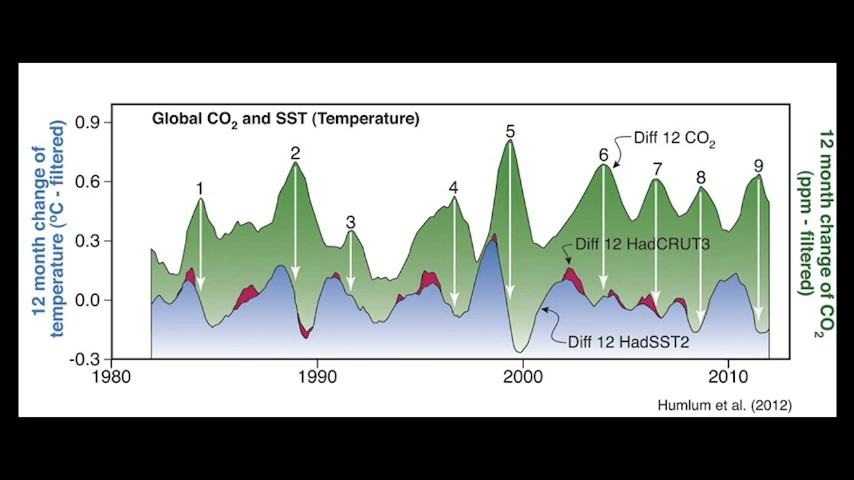 Global CO₂ and SST (Temperature)
12 month change of
temperature (°C - filtered)
12 month change of CO₂
(ppm - filtered)
0.9
0.6
0.3
0.0
-0.3
1
2
3
4
5
6
7
8
9
Diff 12 CO₂
Diff 12 HadCRUT3
Diff 12 HadSST2
1980
1990
2000
2010
Humlum et al. (2012)